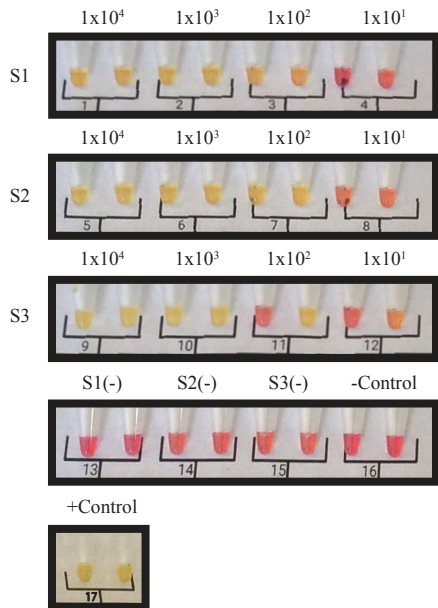 1x10⁴ 1x10³ 1x10² 1x10¹
S1
1 2 3 4
1x10⁴ 1x10³ 1x10² 1x10¹
S2
5 6 7 8
1x10⁴ 1x10³ 1x10² 1x10¹
S3
9 10 11 12
S1(-) S2(-) S3(-) -Control
13 14 15 16
+Control
17